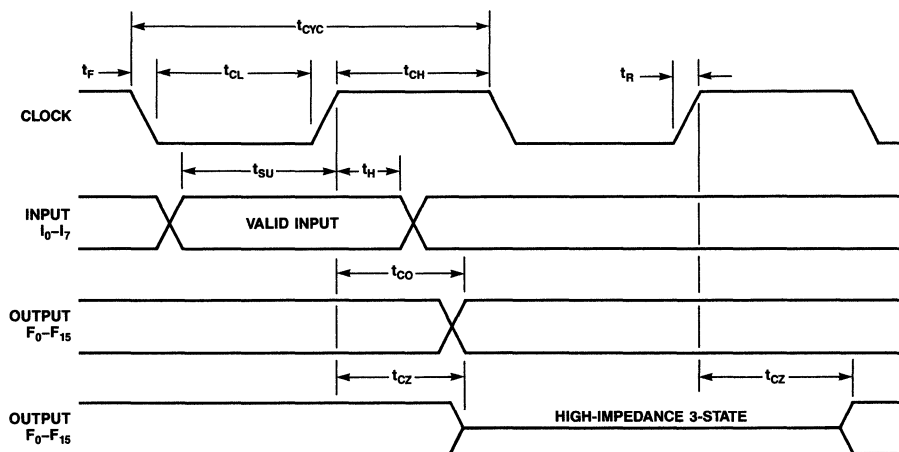 tCYC
tF
tCL
tCH
tR
CLOCK
tSU
tH
INPUT
I0–I7
VALID INPUT
tCO
OUTPUT
F0–F15
tCZ
tCZ
OUTPUT
F0–F15
HIGH-IMPEDANCE 3-STATE